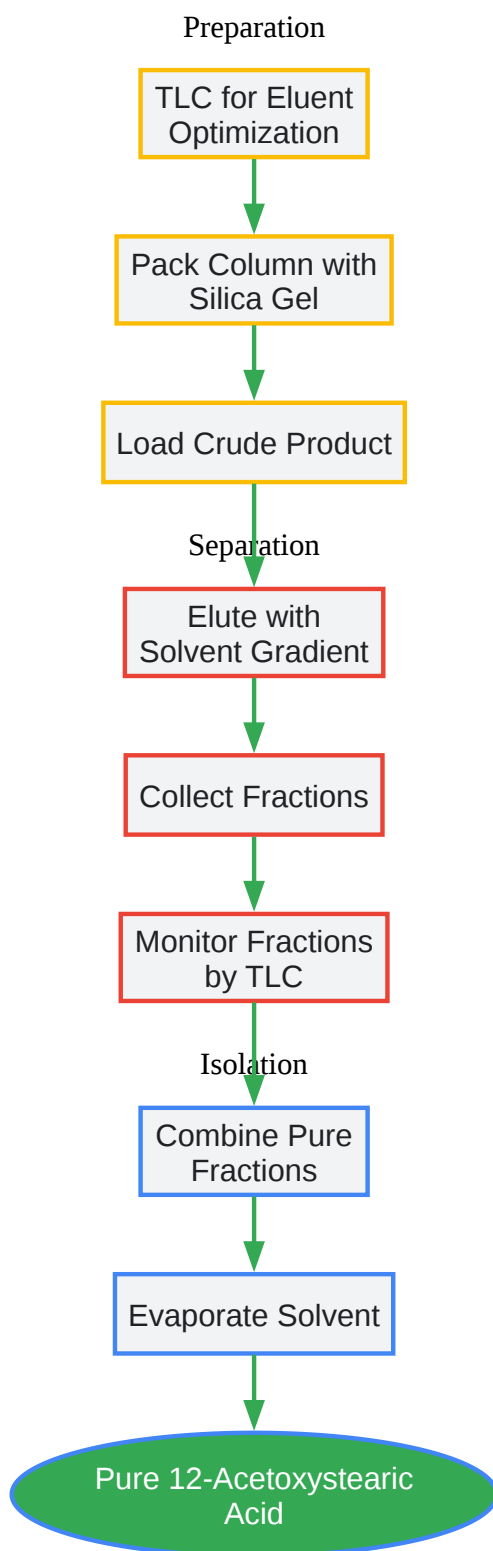 Preparation
TLC for Eluent
Optimization
Pack Column with
Silica Gel
Load Crude Product
Separation
Elute with
Solvent Gradient
Collect Fractions
Monitor Fractions
by TLC
Isolation
Combine Pure
Fractions
Evaporate Solvent
Pure 12-Acetoxystearic
Acid